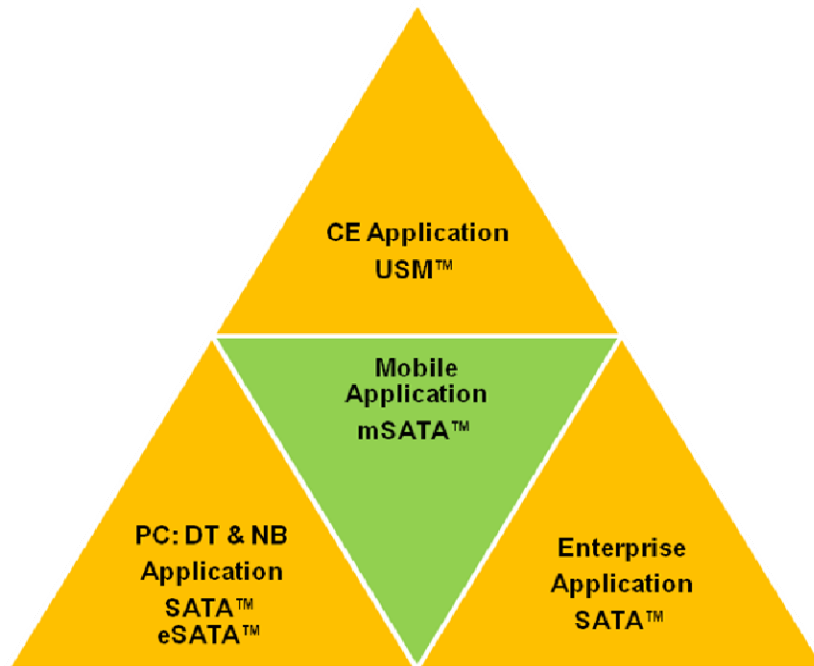 CE Application
USM™
Mobile
Application
mSATA™
PC: DT & NB
Application
SATA™
eSATA™
Enterprise
Application
SATA™